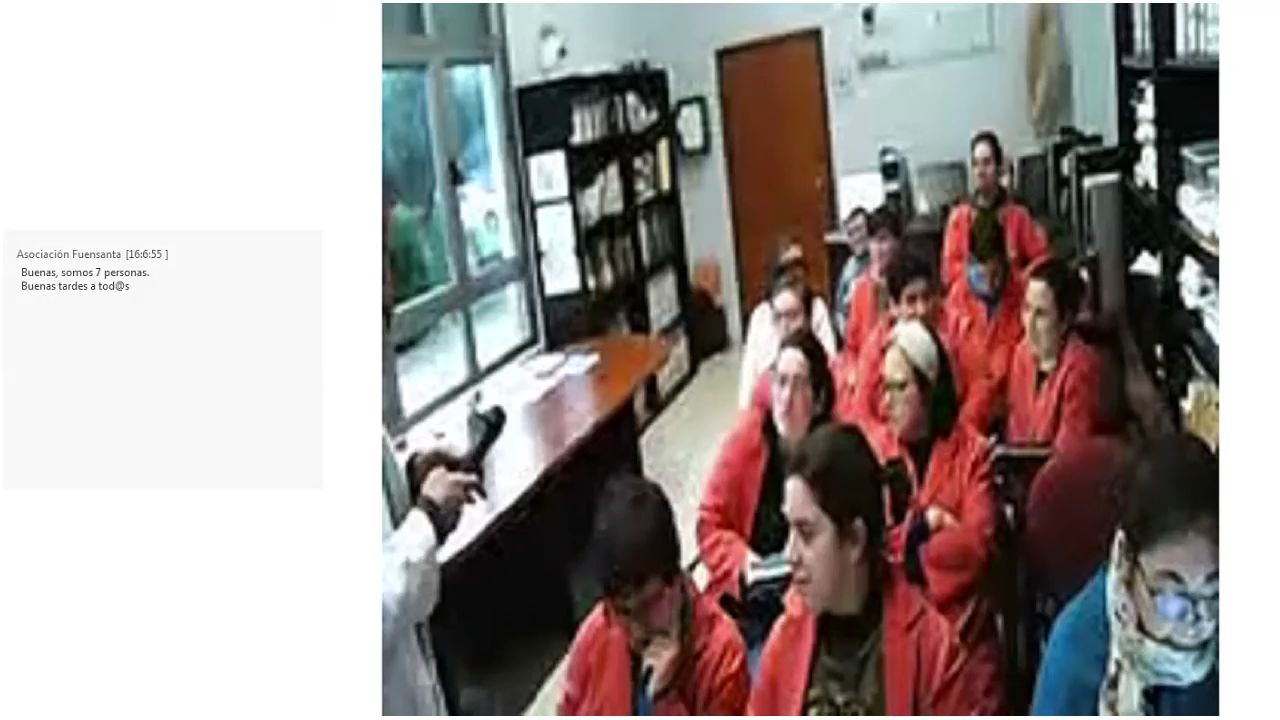 Asociación Fuensanta [16:6:55 ]
Buenas, somos 7 personas.
Buenas tardes a tod@s